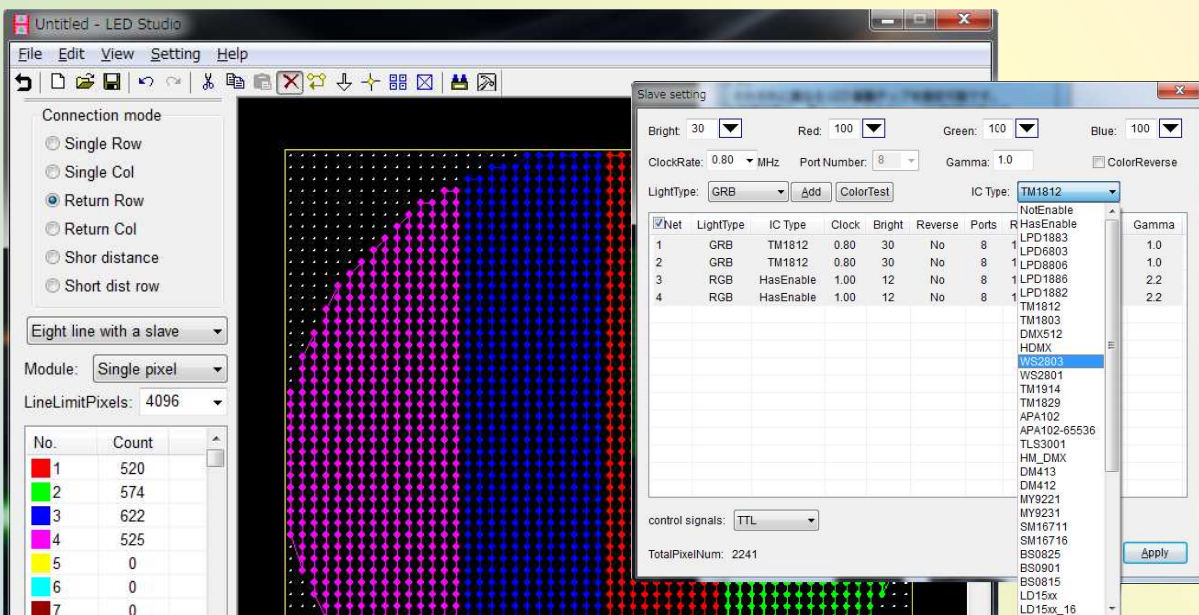 Untitled - LED Studio
File Edit View Setting Help
Connection mode
Single Row
Single Col
Return Row
Return Col
Shor distance
Short dist row
Eight line with a slave
Module: Single pixel
LineLimitPixels: 4096
No. Count
1 520
2 574
3 622
4 525
5 0
6 0
7 0
Slave setting
Bright: 30 Red: 100 Green: 100 Blue: 100
ClockRate: 0.80 MHz Port Number: 8 Gamma: 1.0 ColorReverse
LightType: GRB Add ColorTest IC Type: TM1812
Net LightType IC Type Clock Bright Reverse Ports R Gamma
1 GRB TM1812 0.80 30 No 8 1 1.0
2 GRB TM1812 0.80 30 No 8 1 1.0
3 RGB HasEnable 1.00 12 No 8 1 2.2
4 RGB HasEnable 1.00 12 No 8 1 2.2
NotEnable
HasEnable
LPD1883
LPD6803
LPD8806
LPD1886
LPD1882
TM1812
TM1803
DMX512
HDMX
WS2803
WS2801
TM1914
TM1829
APA102
APA102-65536
TLS3001
HM_DMX
DM413
DM412
MY9221
MY9231
SM16711
SM16716
BS0825
BS0901
BS0815
LD15xx
LD15xx_16
control signals: TTL
TotalPixelNum: 2241
Apply